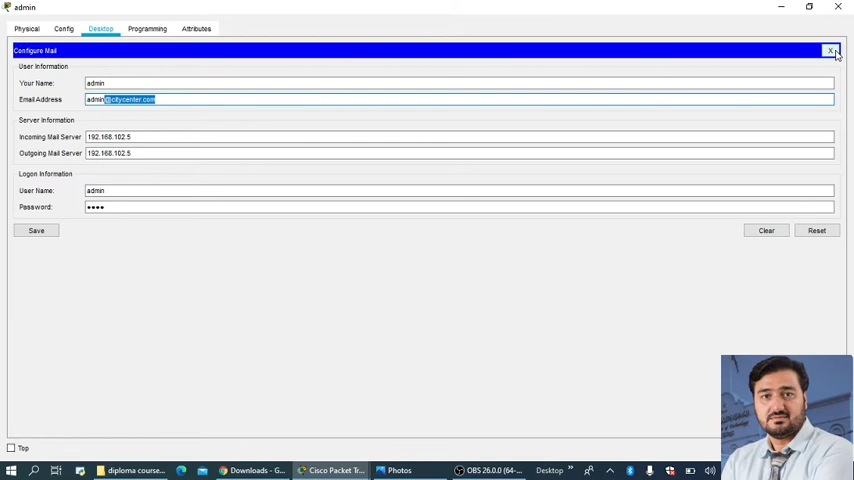 admin
Physical Config Desktop Programming Attributes
Configure Mail X
User Information
Your Name: admin
Email Address admin@citycenter.com
Server Information
Incoming Mail Server 192.168.102.5
Outgoing Mail Server 192.168.102.5
Logon Information
User Name: admin
Password: ●●●●
Save Clear Reset
Top
diploma course... Downloads - G... Cisco Packet Tr... Photos OBS 26.0.0 (64-... Desktop »